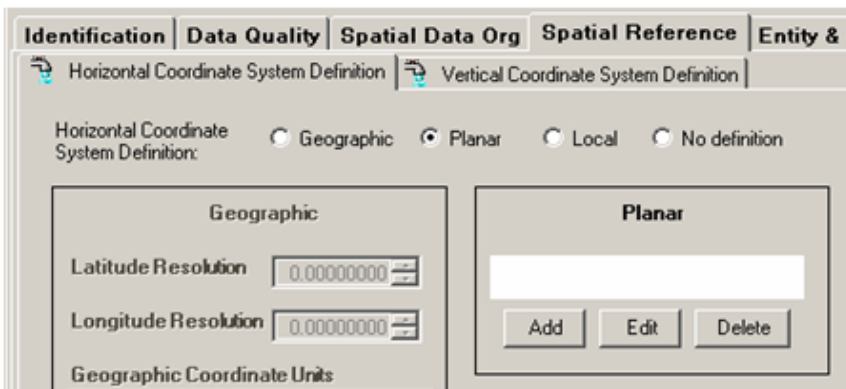 Identification Data Quality Spatial Data Org Spatial Reference Entity &
Horizontal Coordinate System Definition Vertical Coordinate System Definition
Horizontal Coordinate
System Definition:
Geographic Planar Local No definition
Geographic
Latitude Resolution 0.00000000
Longitude Resolution 0.00000000
Geographic Coordinate Units
Planar
Add Edit Delete